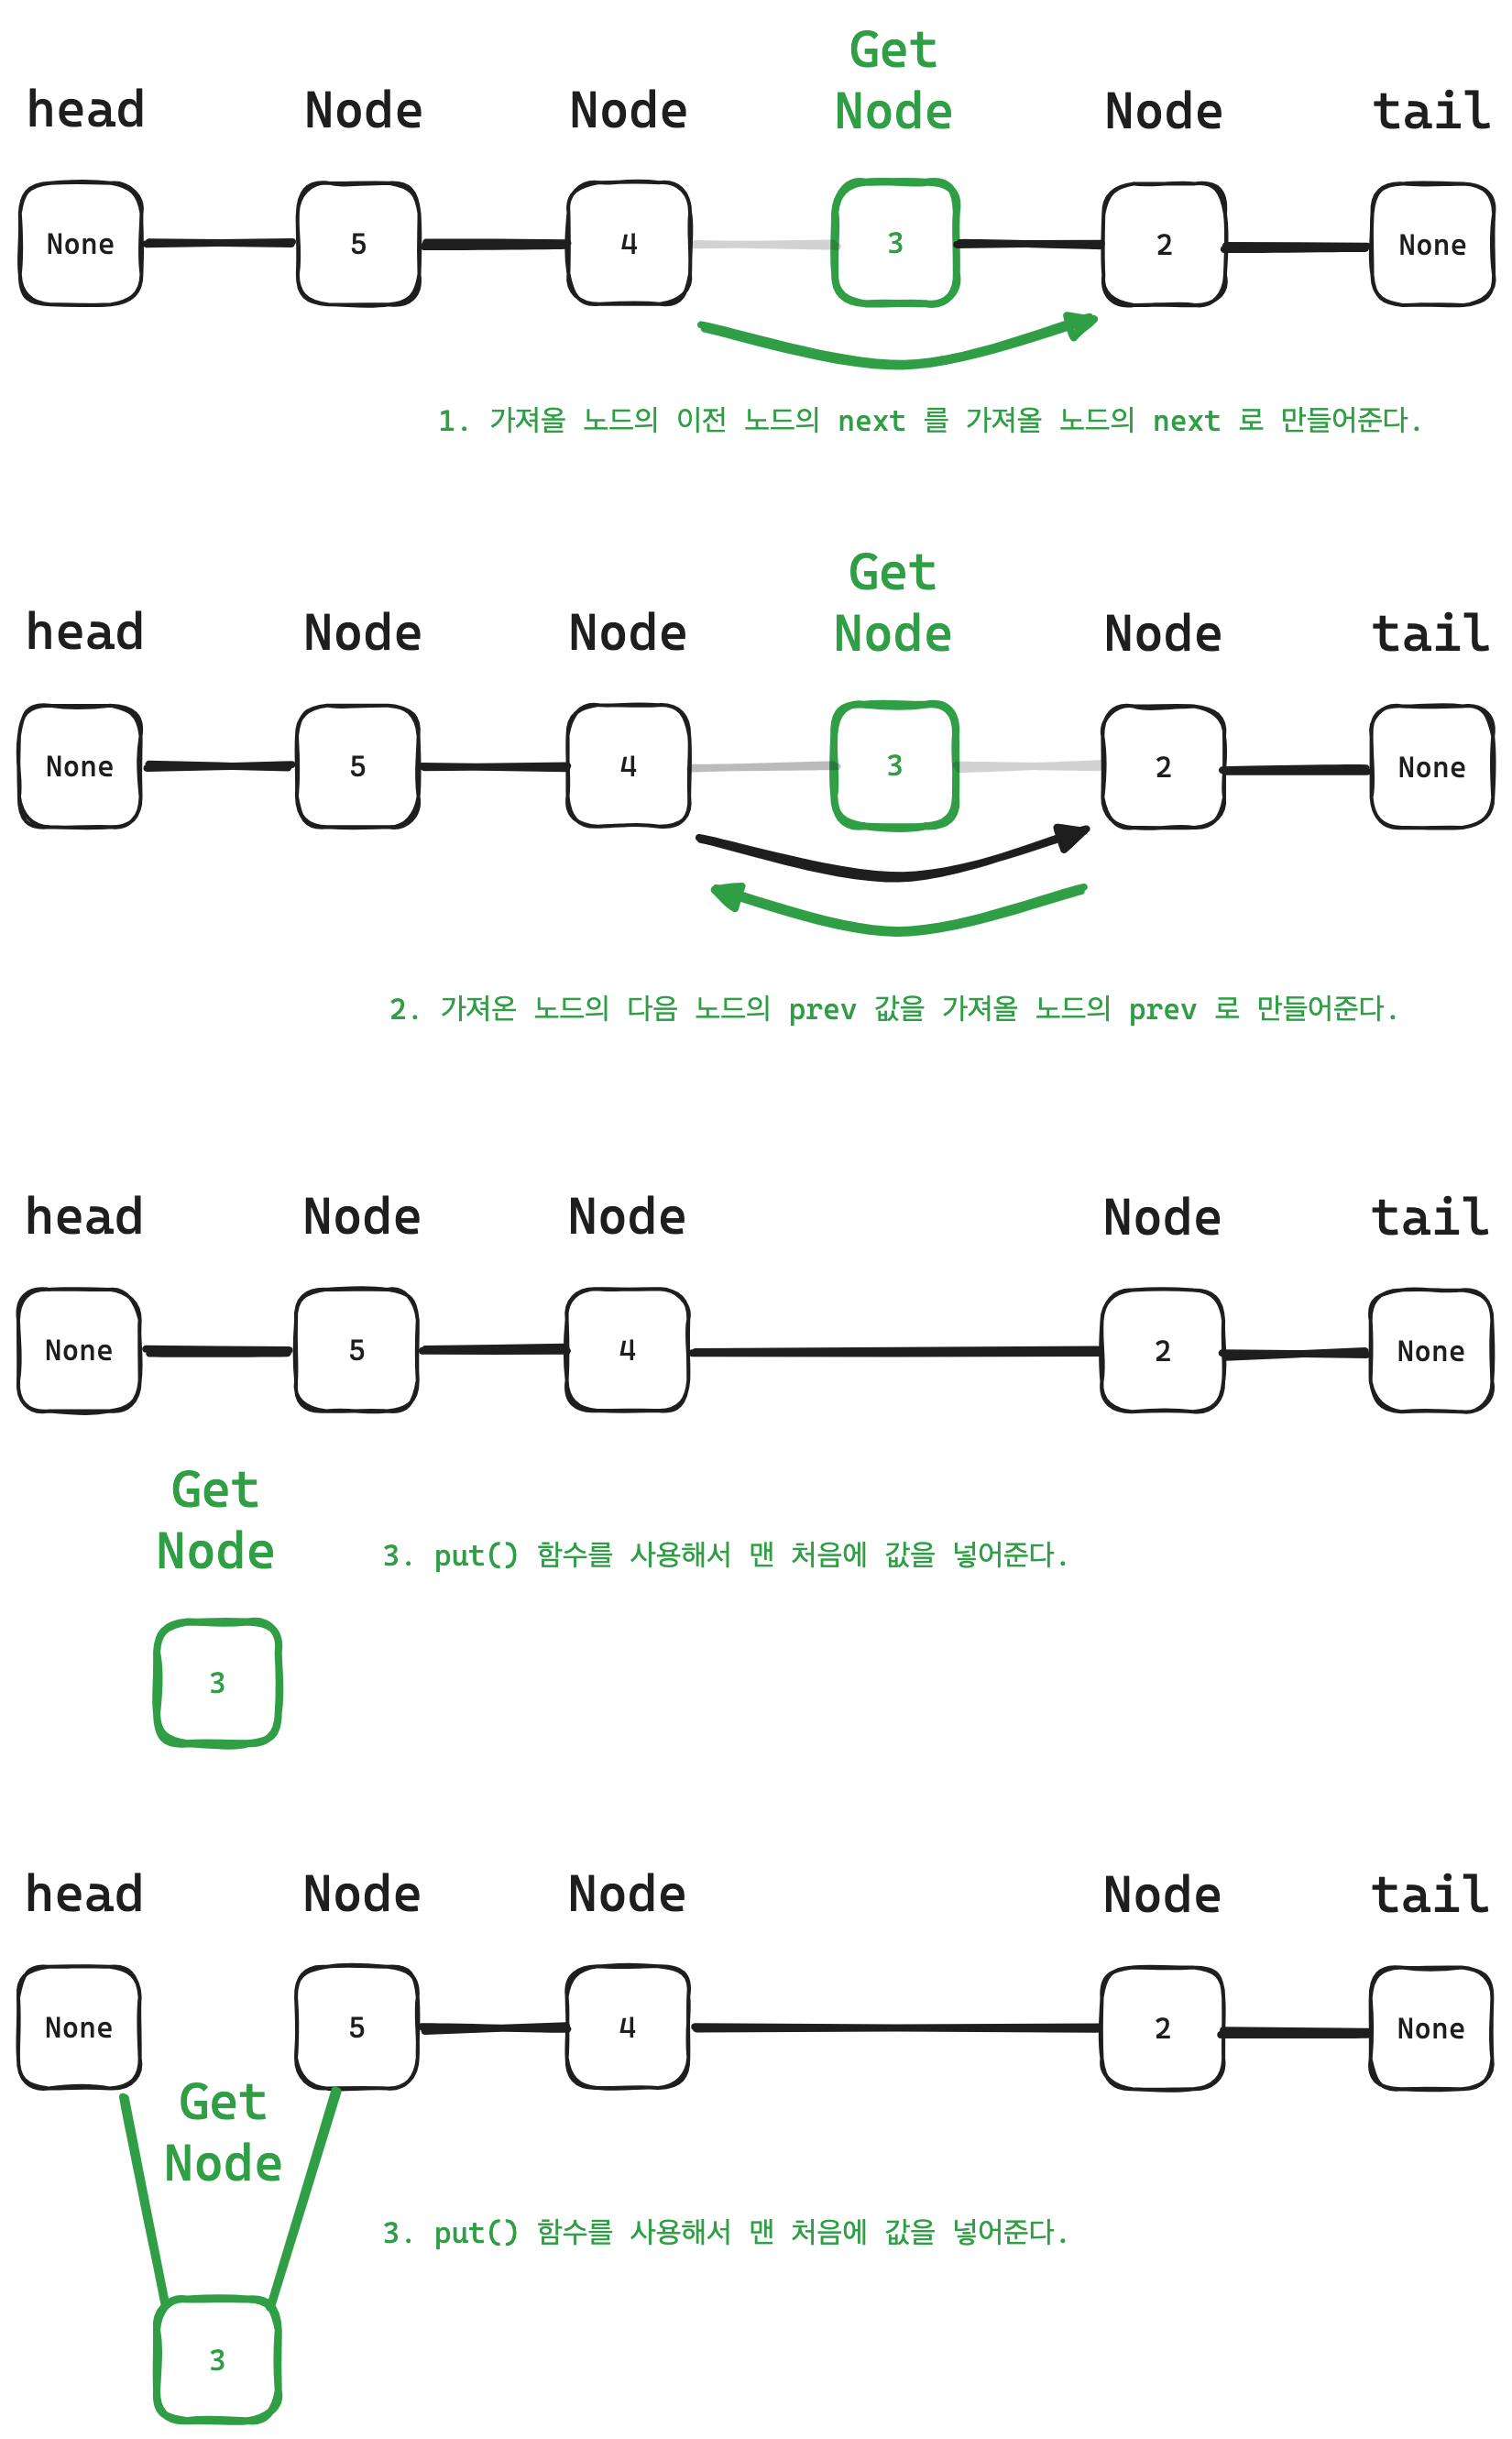 Get
head Node Node Node Node tail
None 5 4 3 2 None
1. 가져올 노드의 이전 노드의 next 를 가져올 노드의 next 로 만들어준다.
Get
head Node Node Node Node tail
None 5 4 3 2 None
2. 가져온 노드의 다음 노드의 prev 값을 가져올 노드의 prev 로 만들어준다.
head Node Node Node tail
None 5 4 2 None
Get
Node
3. put() 함수를 사용해서 맨 처음에 값을 넣어준다.
3
head Node Node Node tail
None 5 4 2 None
Get
Node
3. put() 함수를 사용해서 맨 처음에 값을 넣어준다.
3